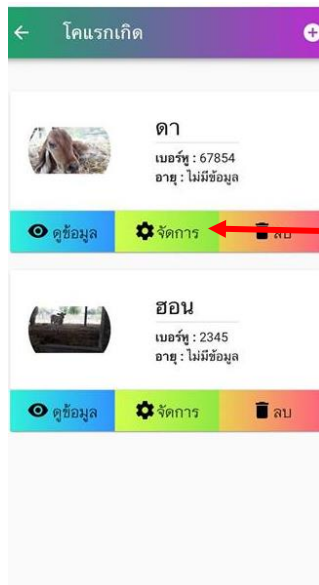 โคแรกเกิด
ดา
เบอร์หู : 67854
อายุ : ไม่มีข้อมูล
ดูข้อมูล
จัดการ
ลบ
ฮอน
เบอร์หู : 2345
อายุ : ไม่มีข้อมูล
ดูข้อมูล
จัดการ
ลบ